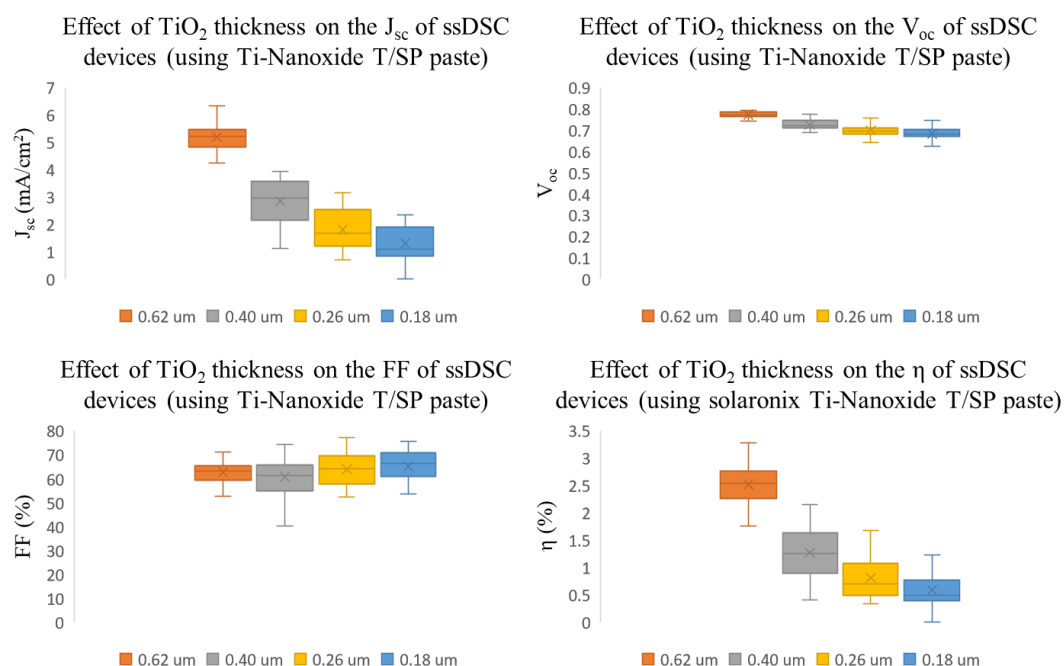 Effect of TiO₂ thickness on the Jsc of ssDSC
devices (using Ti-Nanoxide T/SP paste)
7
6
5
4
3
2
1
0
Jsc (mA/cm²)
0.62 um 0.40 um 0.26 um 0.18 um
Effect of TiO₂ thickness on the Voc of ssDSC
devices (using Ti-Nanoxide T/SP paste)
0.9
0.8
0.7
0.6
0.5
0.4
0.3
0.2
0.1
0
Voc
0.62 um 0.40 um 0.26 um 0.18 um
Effect of TiO₂ thickness on the FF of ssDSC
devices (using Ti-Nanoxide T/SP paste)
80
70
60
50
40
30
20
10
0
FF (%)
0.62 um 0.40 um 0.26 um 0.18 um
Effect of TiO₂ thickness on the η of ssDSC
devices (using solaronix Ti-Nanoxide T/SP paste)
3.5
3
2.5
2
1.5
1
0.5
0
η (%)
0.62 um 0.40 um 0.26 um 0.18 um